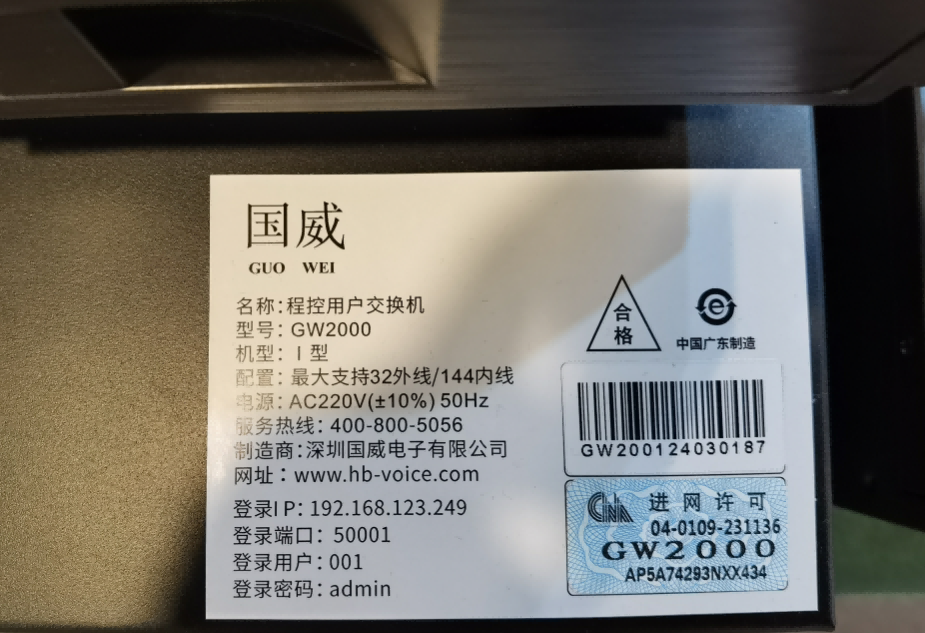 国威
GUO WEI
名称：程控用户交换机
型号：GW2000
机型：I 型
配置：最大支持32外线/144内线
电源：AC220V(±10%) 50Hz
服务热线：400-800-5056
制造商：深圳国威电子有限公司
网址：www.hb-voice.com
登录IP：192.168.123.249
登录端口：50001
登录用户：001
登录密码：admin
合格
e
中国广东制造
GW200124030187
CNA 进网许可
04-0109-231136
GW2000
AP5A74293NXX434